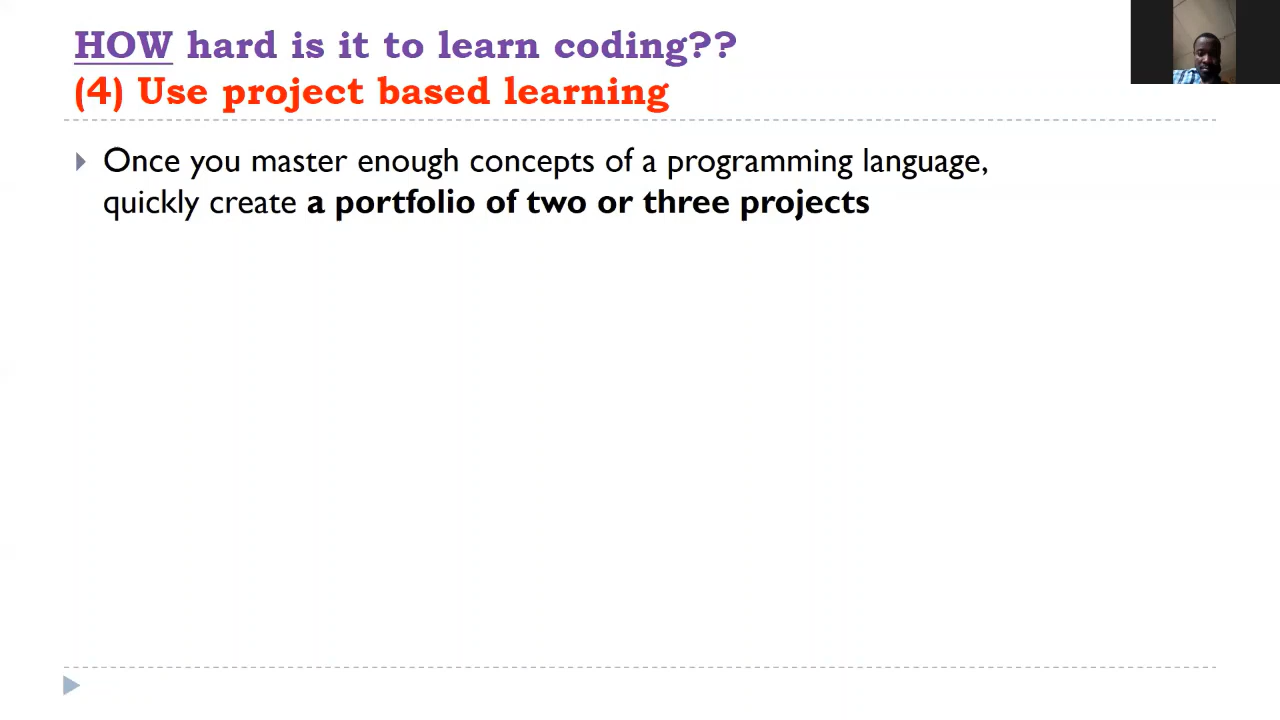 HOW hard is it to learn coding??
(4) Use project based learning
Once you master enough concepts of a programming language,
quickly create a portfolio of two or three projects